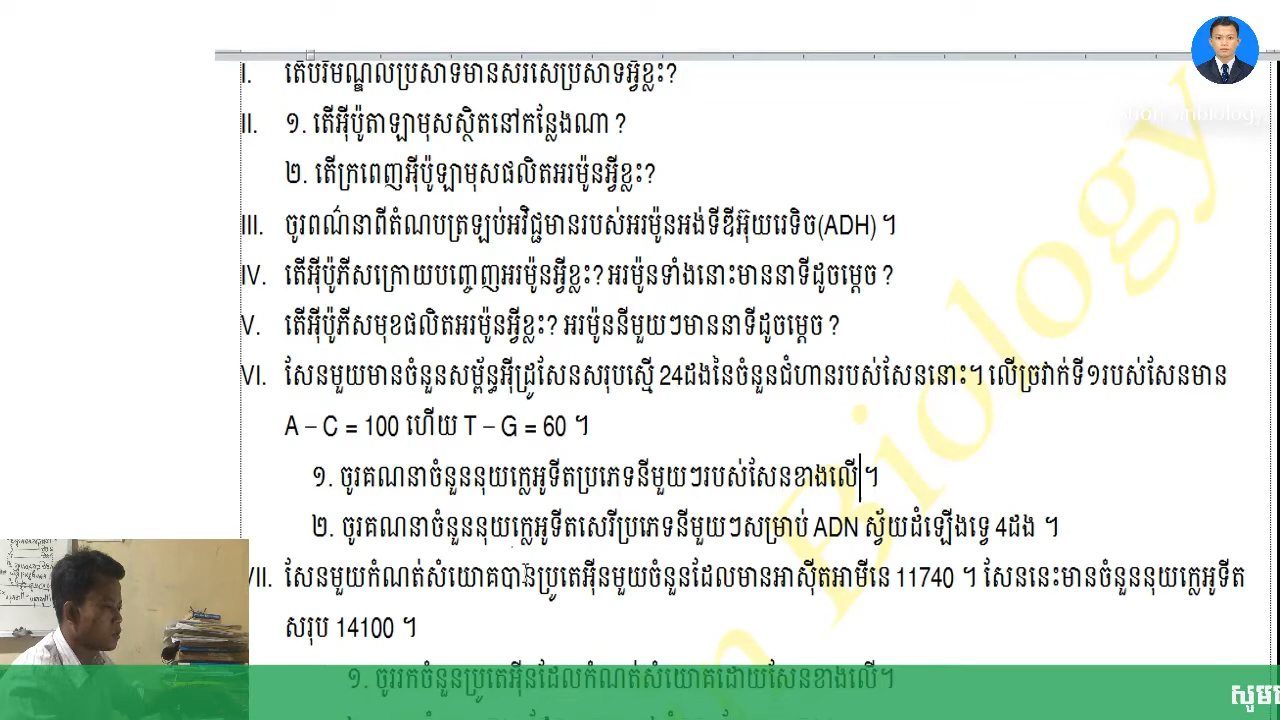 I. តើបរិមណ្ឌលប្រសាទមានសរសៃប្រសាទអ្វីខ្លះ?
II. ១. តើអ៊ីប៉ូតាឡាមុសស្ថិតនៅកន្លែងណា ?
២. តើក្រពេញអ៊ីប៉ូឡាមុសផលិតអរម៉ូនអ្វីខ្លះ?
III. ចូរពណ៌នាពីតំណបត្រឡប់អវិជ្ជមានរបស់អរម៉ូនអង់ទីឌីអ៊ុយរេទិច(ADH) ។
IV. តើអ៊ីប៉ូភីសក្រោយបញ្ចេញអរម៉ូនអ្វីខ្លះ? អរម៉ូនទាំងនោះមាននាទីដូចម្តេច ?
V. តើអ៊ីប៉ូភីសមុខផលិតអរម៉ូនអ្វីខ្លះ? អរម៉ូននីមួយៗមាននាទីដូចម្តេច ?
VI. សែនមួយមានចំនួនសម្ព័ន្ធអ៊ីដ្រូសែនសរុបស្មើ 24ដងនៃចំនួនជំហានរបស់សែននោះ។ លើច្រវាក់ទី១របស់សែនមាន
A – C = 100 ហើយ T – G = 60 ។
១. ចូរគណនាចំនួននុយក្លេអូទីតប្រភេទនីមួយៗរបស់សែនខាងលើ ។
២. ចូរគណនាចំនួននុយក្លេអូទីតសេរីប្រភេទនីមួយៗសម្រាប់ ADN ស្វ័យដំឡើងទ្វេ 4ដង ។
VII. សែនមួយកំណត់សំយោគបានប្រូតេអ៊ីនមួយចំនួនដែលមានអាស៊ីតអាមីនេ 11740 ។ សែននេះមានចំនួននុយក្លេអូទីត
សរុប 14100 ។
១. ចូររកចំនួនប្រូតេអ៊ីនដែលកំណត់សំយោគដោយសែនខាងលើ។
Biology